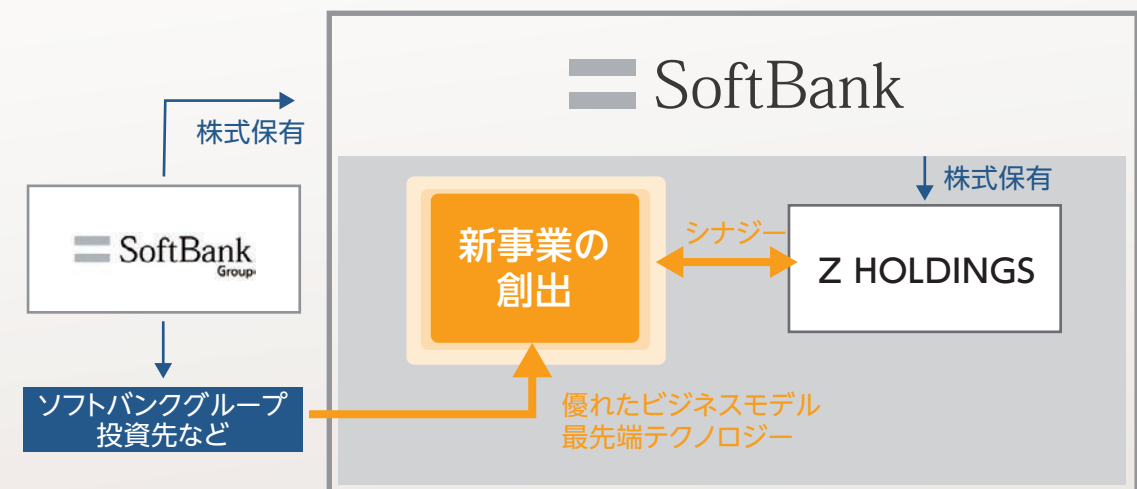 SoftBank
株式保有
株式保有
SoftBank
Group
新事業の
創出
シナジー
Z HOLDINGS
ソフトバンクグループ
投資先など
優れたビジネスモデル
最先端テクノロジー